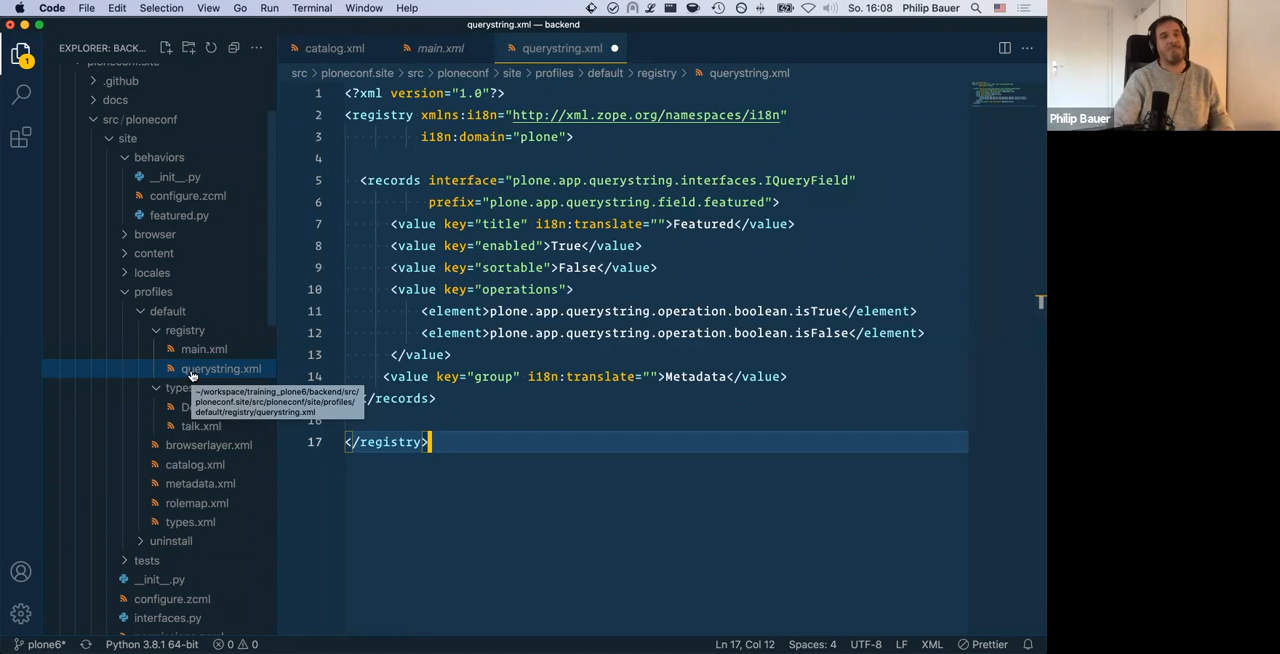 Code File Edit Selection View Go Run Terminal Window Help So. 16:08 Philip Bauer
querystring.xml — backend
EXPLORER: BACK...
catalog.xml main.xml querystring.xml
src > ploneconf.site > src > ploneconf > site > profiles > default > registry > querystring.xml
ploneconf.site
.github
docs
src / ploneconf
site
behaviors
__init__.py
configure.zcml
featured.py
browser
content
locales
profiles
default
registry
main.xml
querystring.xml
types
D
talk.xml
browserlayer.xml
catalog.xml
metadata.xml
rolemap.xml
types.xml
uninstall
tests
__init__.py
configure.zcml
interfaces.py
~/workspace/training_plone6/backend/src/
ploneconf.site/src/ploneconf/site/profiles/
default/registry/querystring.xml
1 <?xml version="1.0"?>
2 <registry xmlns:i18n="http://xml.zope.org/namespaces/i18n"
3 i18n:domain="plone">
4
5 <records interface="plone.app.querystring.interfaces.IQueryField"
6 prefix="plone.app.querystring.field.featured">
7 <value key="title" i18n:translate="">Featured</value>
8 <value key="enabled">True</value>
9 <value key="sortable">False</value>
10 <value key="operations">
11 <element>plone.app.querystring.operation.boolean.isTrue</element>
12 <element>plone.app.querystring.operation.boolean.isFalse</element>
13 </value>
14 <value key="group" i18n:translate="">Metadata</value>
/records>
16
17 </registry>
Philip Bauer
1
plone6* Python 3.8.1 64-bit 0 0 Ln 17, Col 12 Spaces: 4 UTF-8 LF XML Prettier